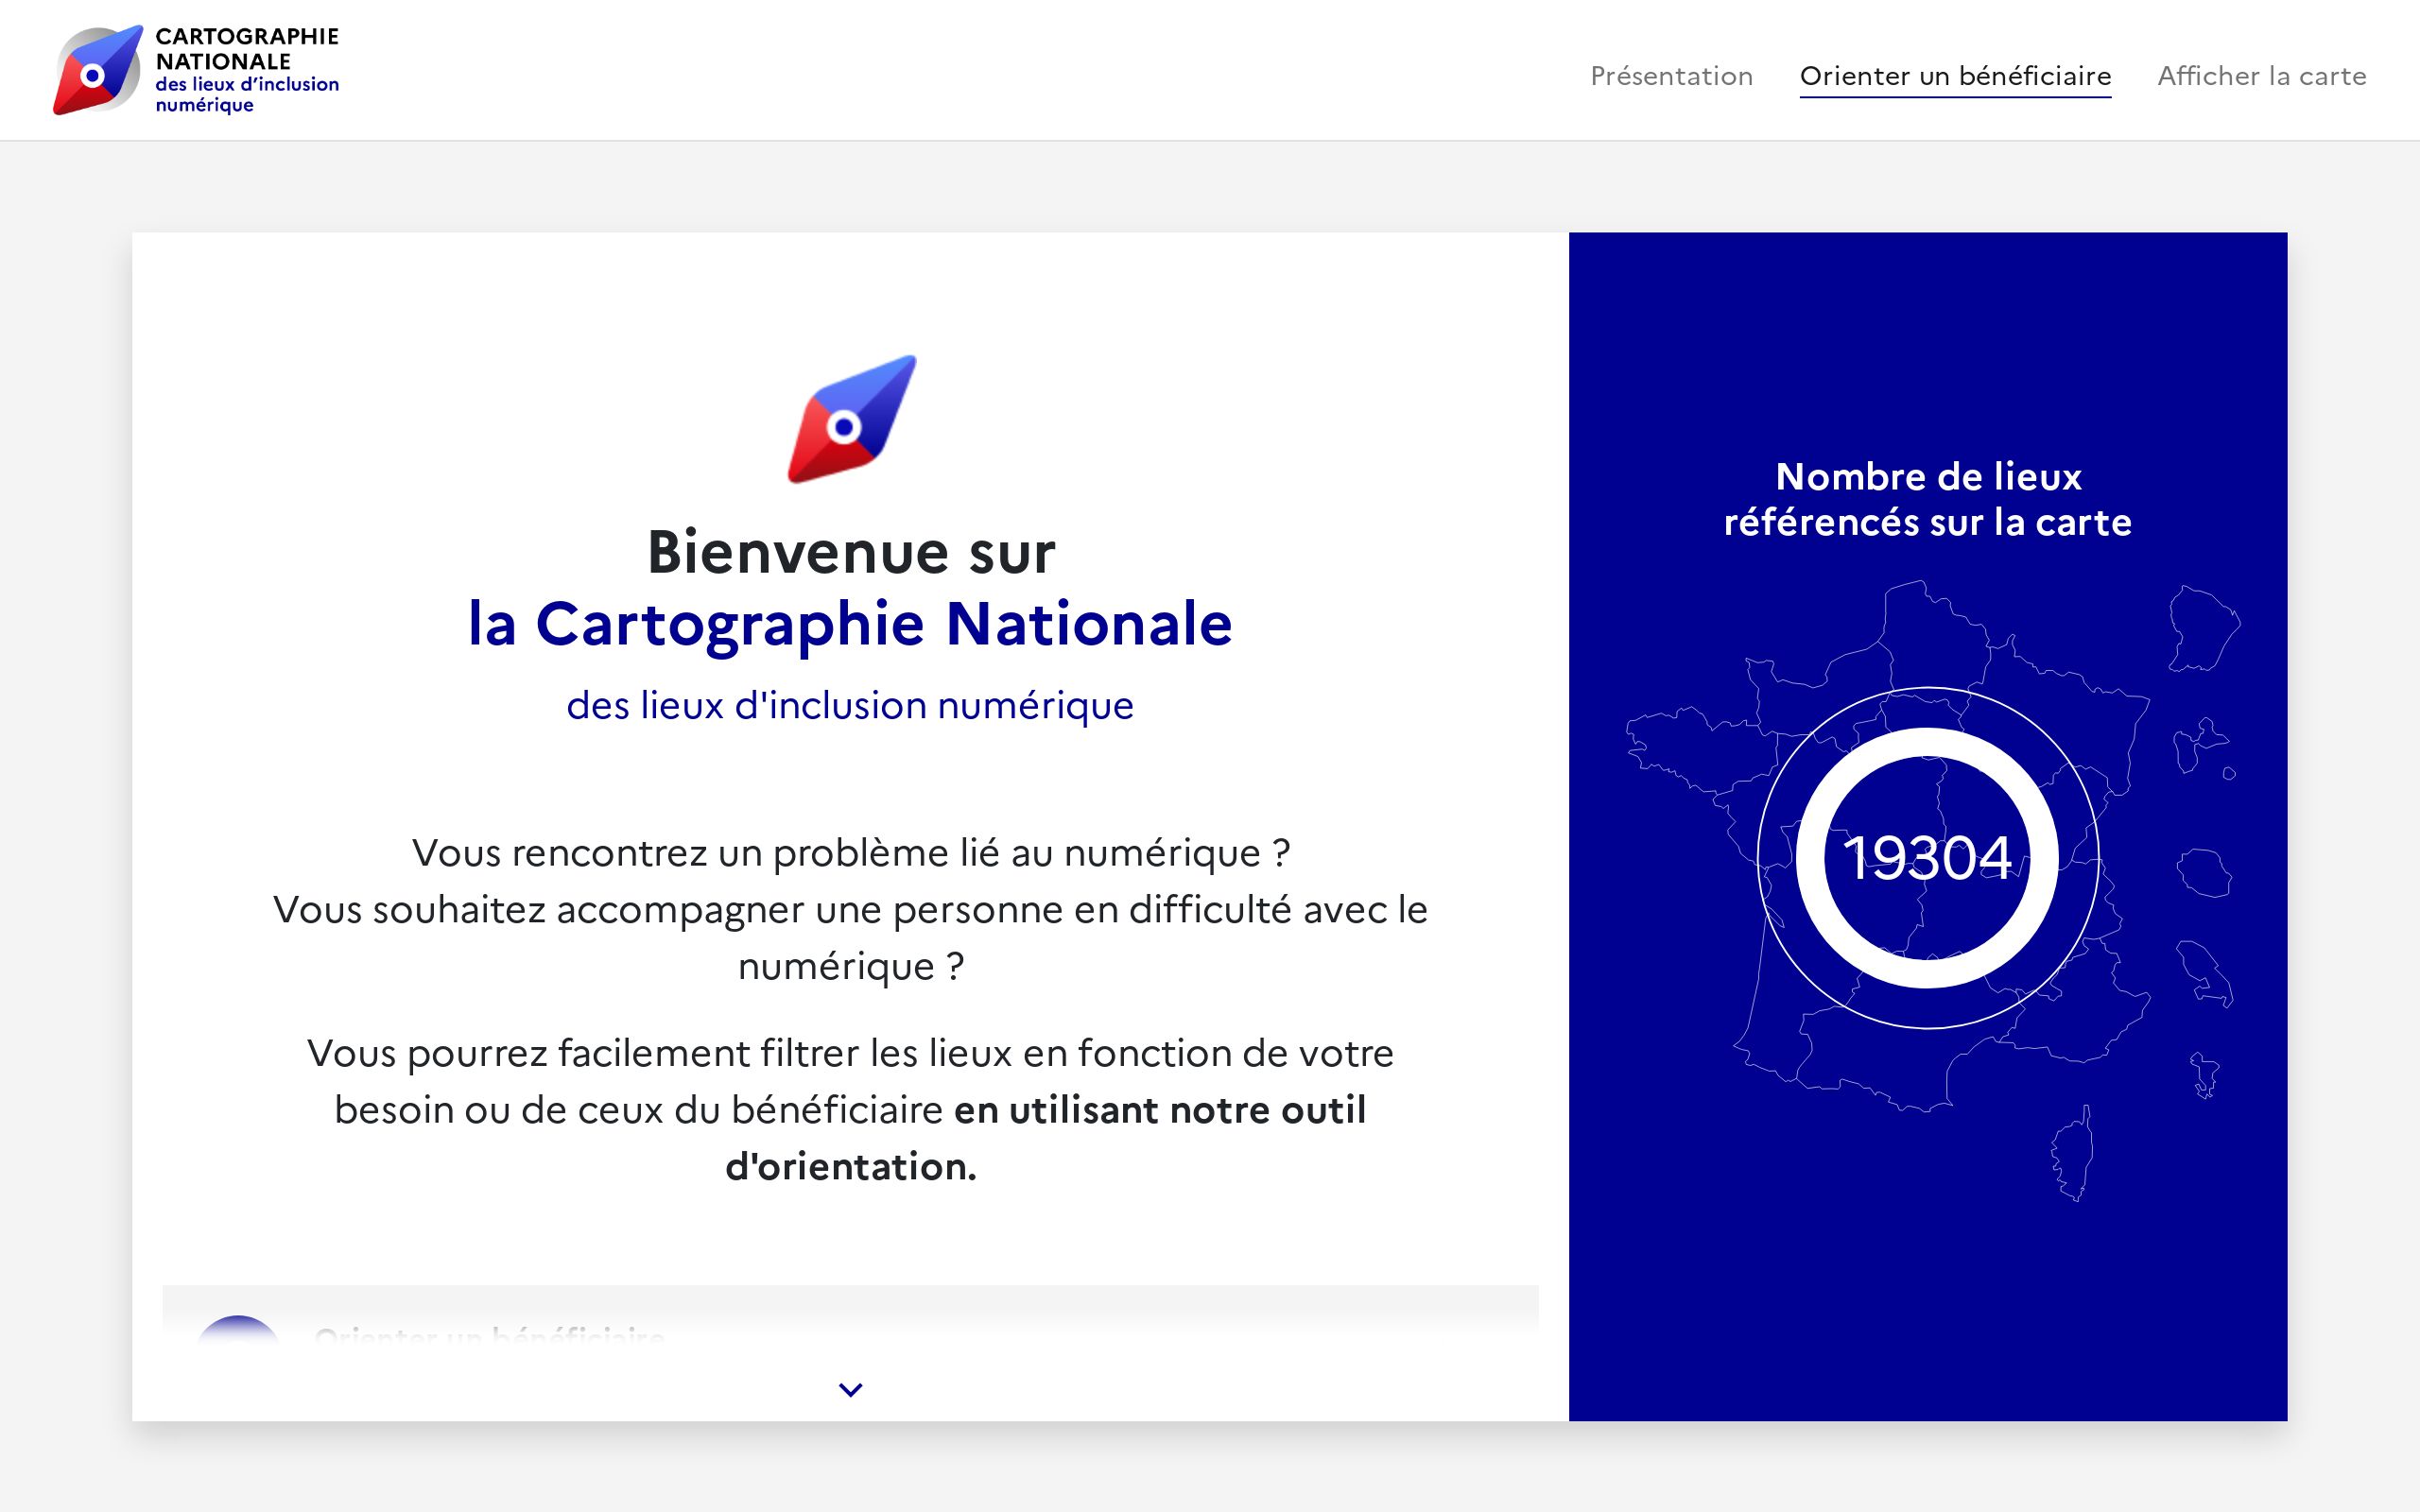 CARTOGRAPHIE
NATIONALE
des lieux d'inclusion
numérique
Présentation
Orienter un bénéficiaire
Afficher la carte
Bienvenue sur
la Cartographie Nationale
des lieux d'inclusion numérique
Vous rencontrez un problème lié au numérique ?
Vous souhaitez accompagner une personne en difficulté avec le
numérique ?
Vous pourrez facilement filtrer les lieux en fonction de votre
besoin ou de ceux du bénéficiaire en utilisant notre outil
d'orientation.
Orienter un bénéficiaire
Nombre de lieux
référencés sur la carte
19304